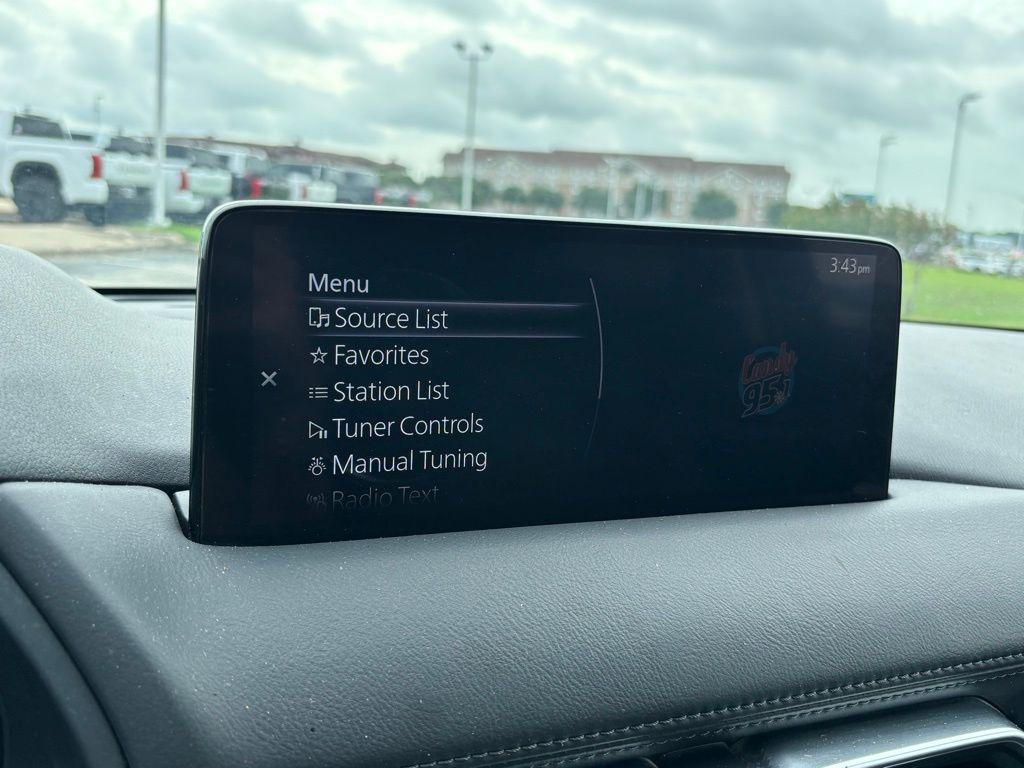 3:43pm
Menu
Source List
Favorites
Station List
Tuner Controls
Manual Tuning
Radio Text
Candy
95.1